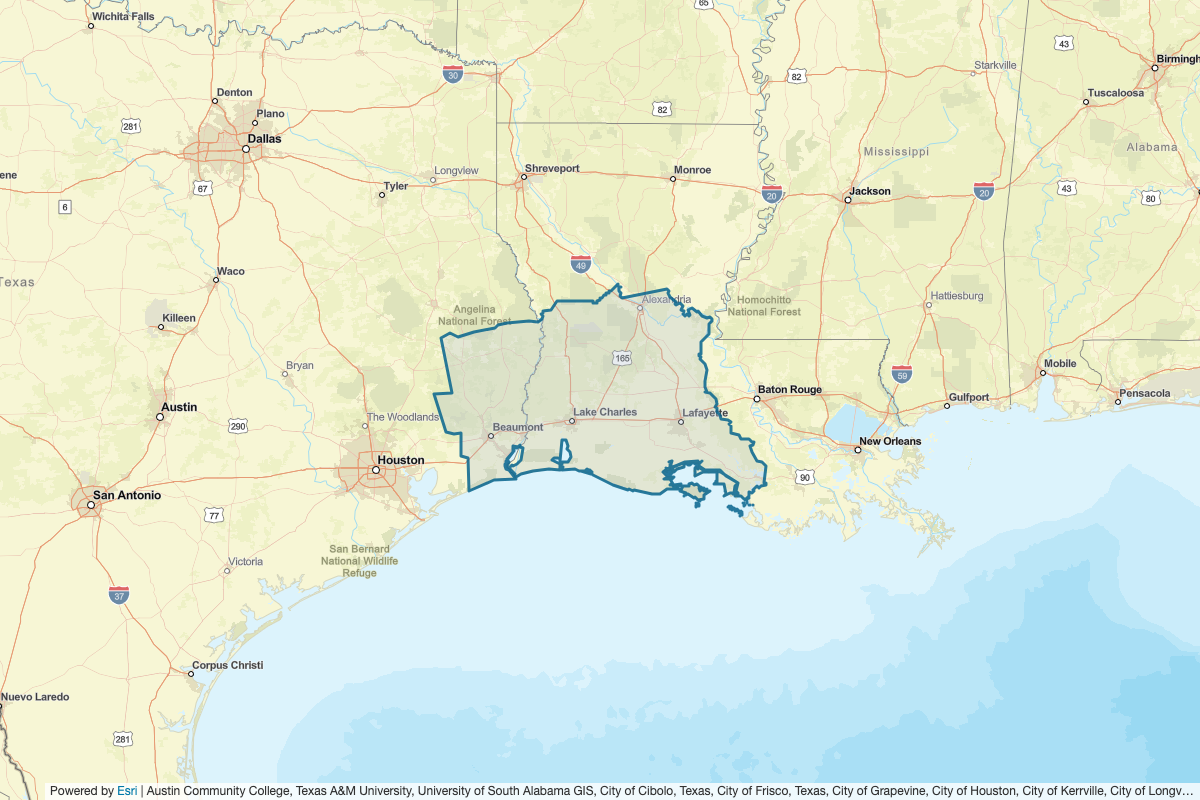 65
Wichita Falls
43
Birmingh
Starkville
30
82
Denton
Tuscaloosa
82
Plano
281
Dallas
Mississippi
Alabama
Shreveport
Monroe
Longview
ene
Tyler
67
20
Jackson
20
43
80
6
49
Waco
Texas
Alexandria
Homochitto
National Forest
Hattiesburg
Angelina
National Forest
Killeen
165
Bryan
59
Mobile
Baton Rouge
Pensacola
Gulfport
Austin
The Woodlands
Lake Charles
Lafayette
290
Beaumont
New Orleans
Houston
90
San Antonio
77
San Bernard
National Wildlife
Refuge
Victoria
37
Corpus Christi
Nuevo Laredo
281
Powered by Esri | Austin Community College, Texas A&M University, University of South Alabama GIS, City of Cibolo, Texas, City of Frisco, Texas, City of Grapevine, City of Houston, City of Kerrville, City of Longv…